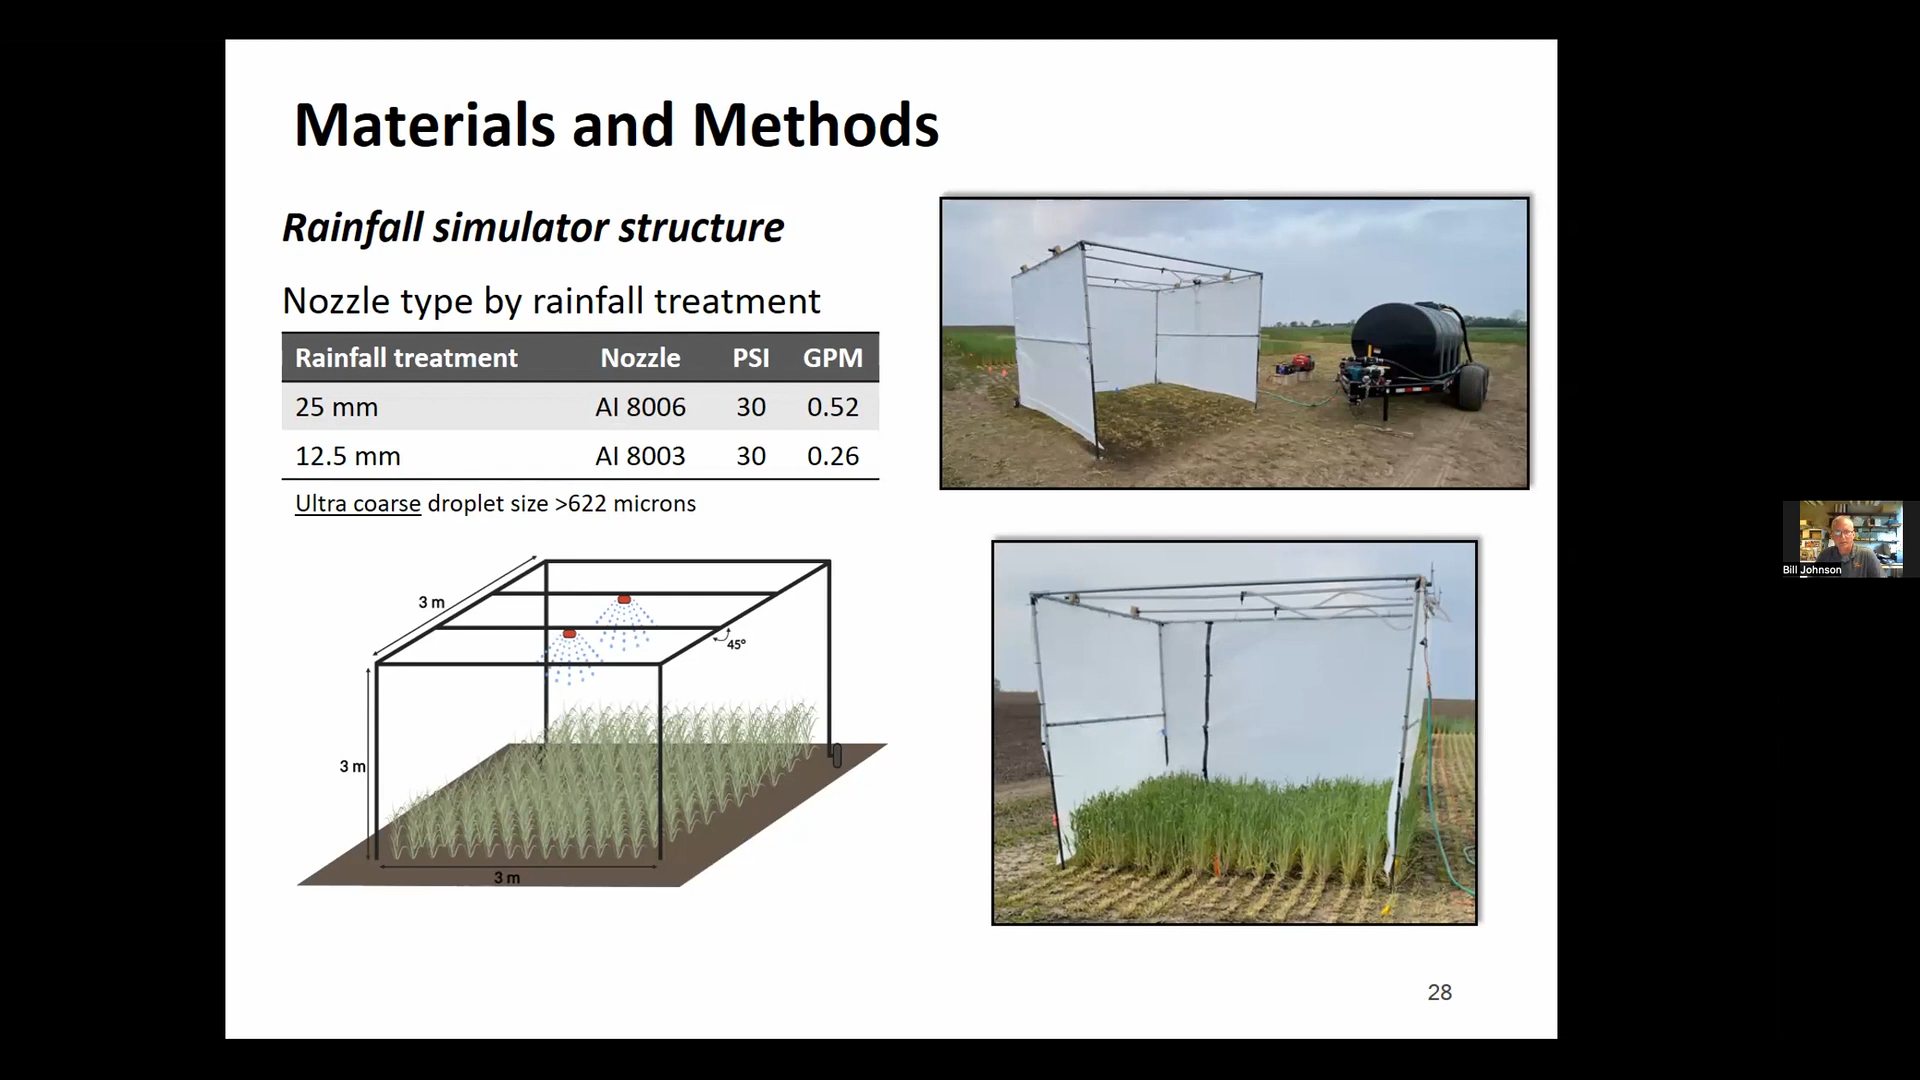 Materials and Methods
Rainfall simulator structure
Nozzle type by rainfall treatment
Rainfall treatment Nozzle PSI GPM
25 mm AI 8006 30 0.52
12.5 mm AI 8003 30 0.26
Ultra coarse droplet size >622 microns
3 m
45°
3 m
3 m
28
Bill Johnson